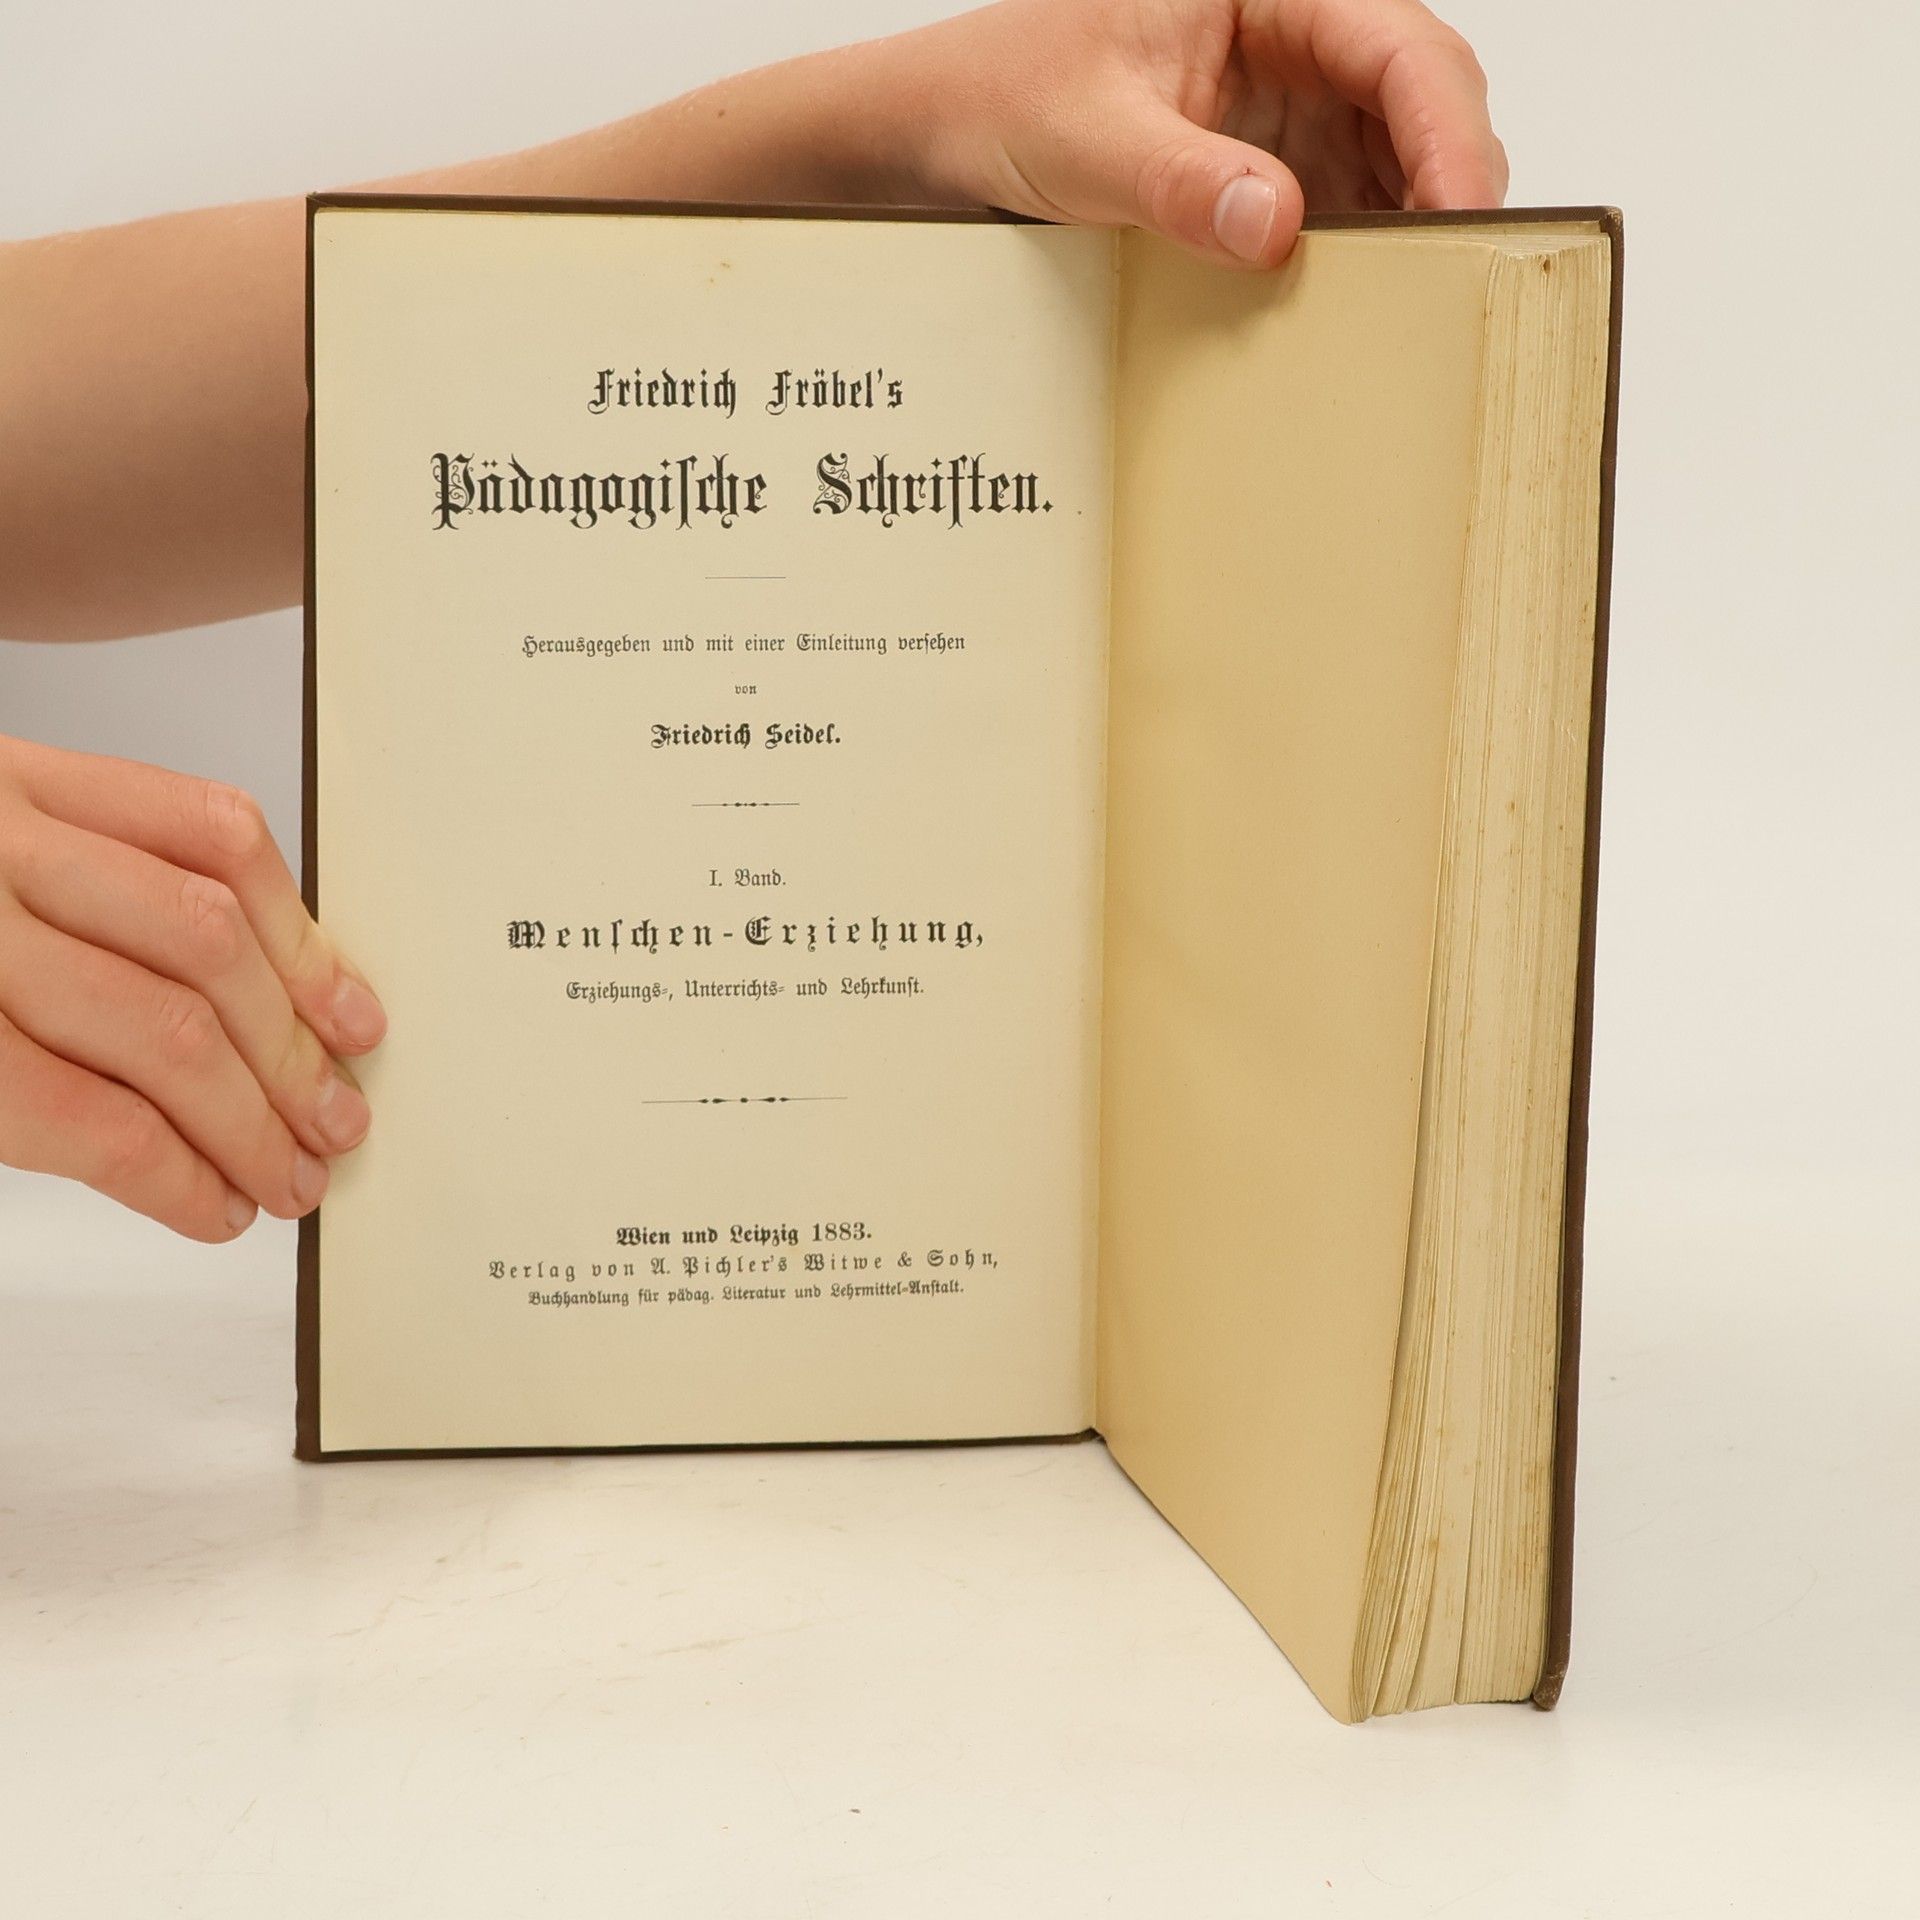 Friedrich Fröbel's
Pädagogiſche Schriften.
Herausgegeben und mit einer Einleitung verſehen
von
Friedrich Seidel.
I. Band.
Menſchen-Erziehung,
Erziehungs-, Unterrichts- und Lehrkunſt.
Wien und Leipzig 1883.
Verlag von A. Pichler's Witwe & Sohn,
Buchhandlung für pädag. Literatur und Lehrmittel-Anſtalt.